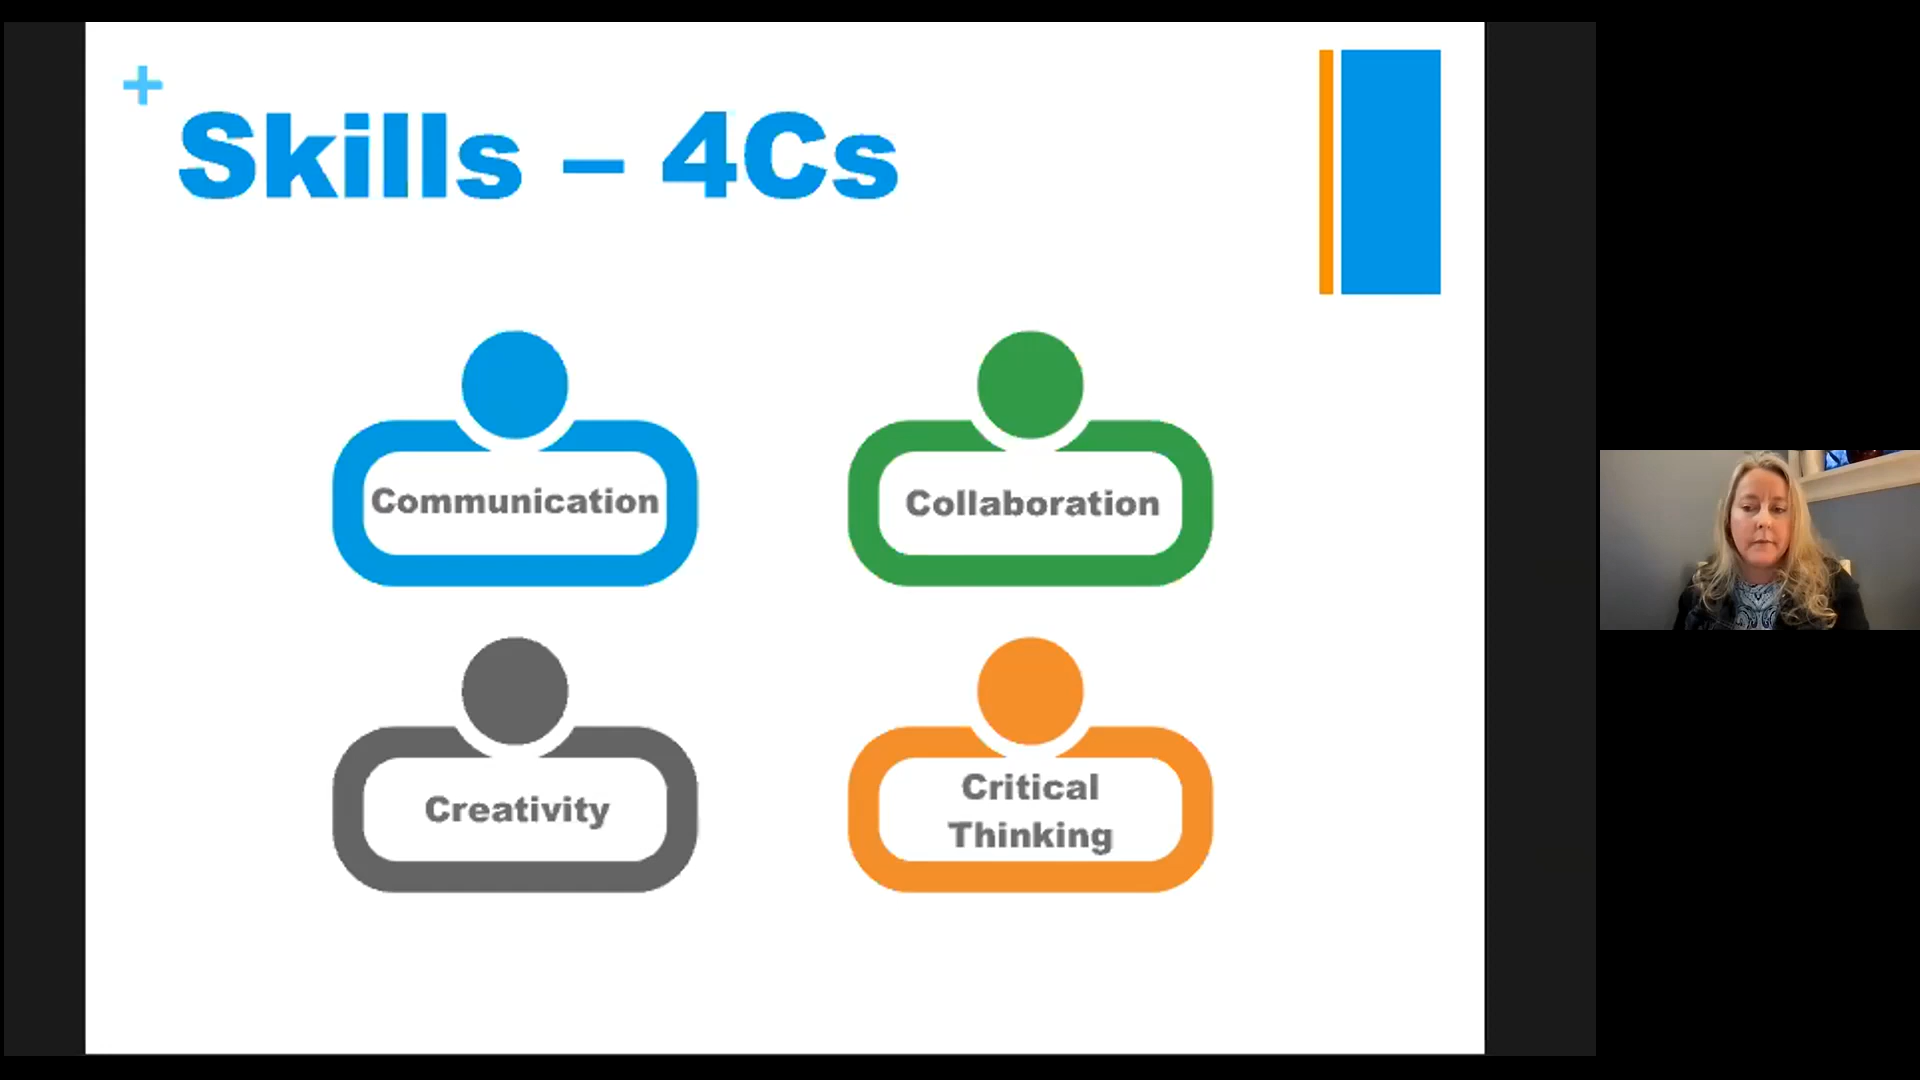 +
Skills – 4Cs
Communication
Collaboration
Creativity
Critical
Thinking